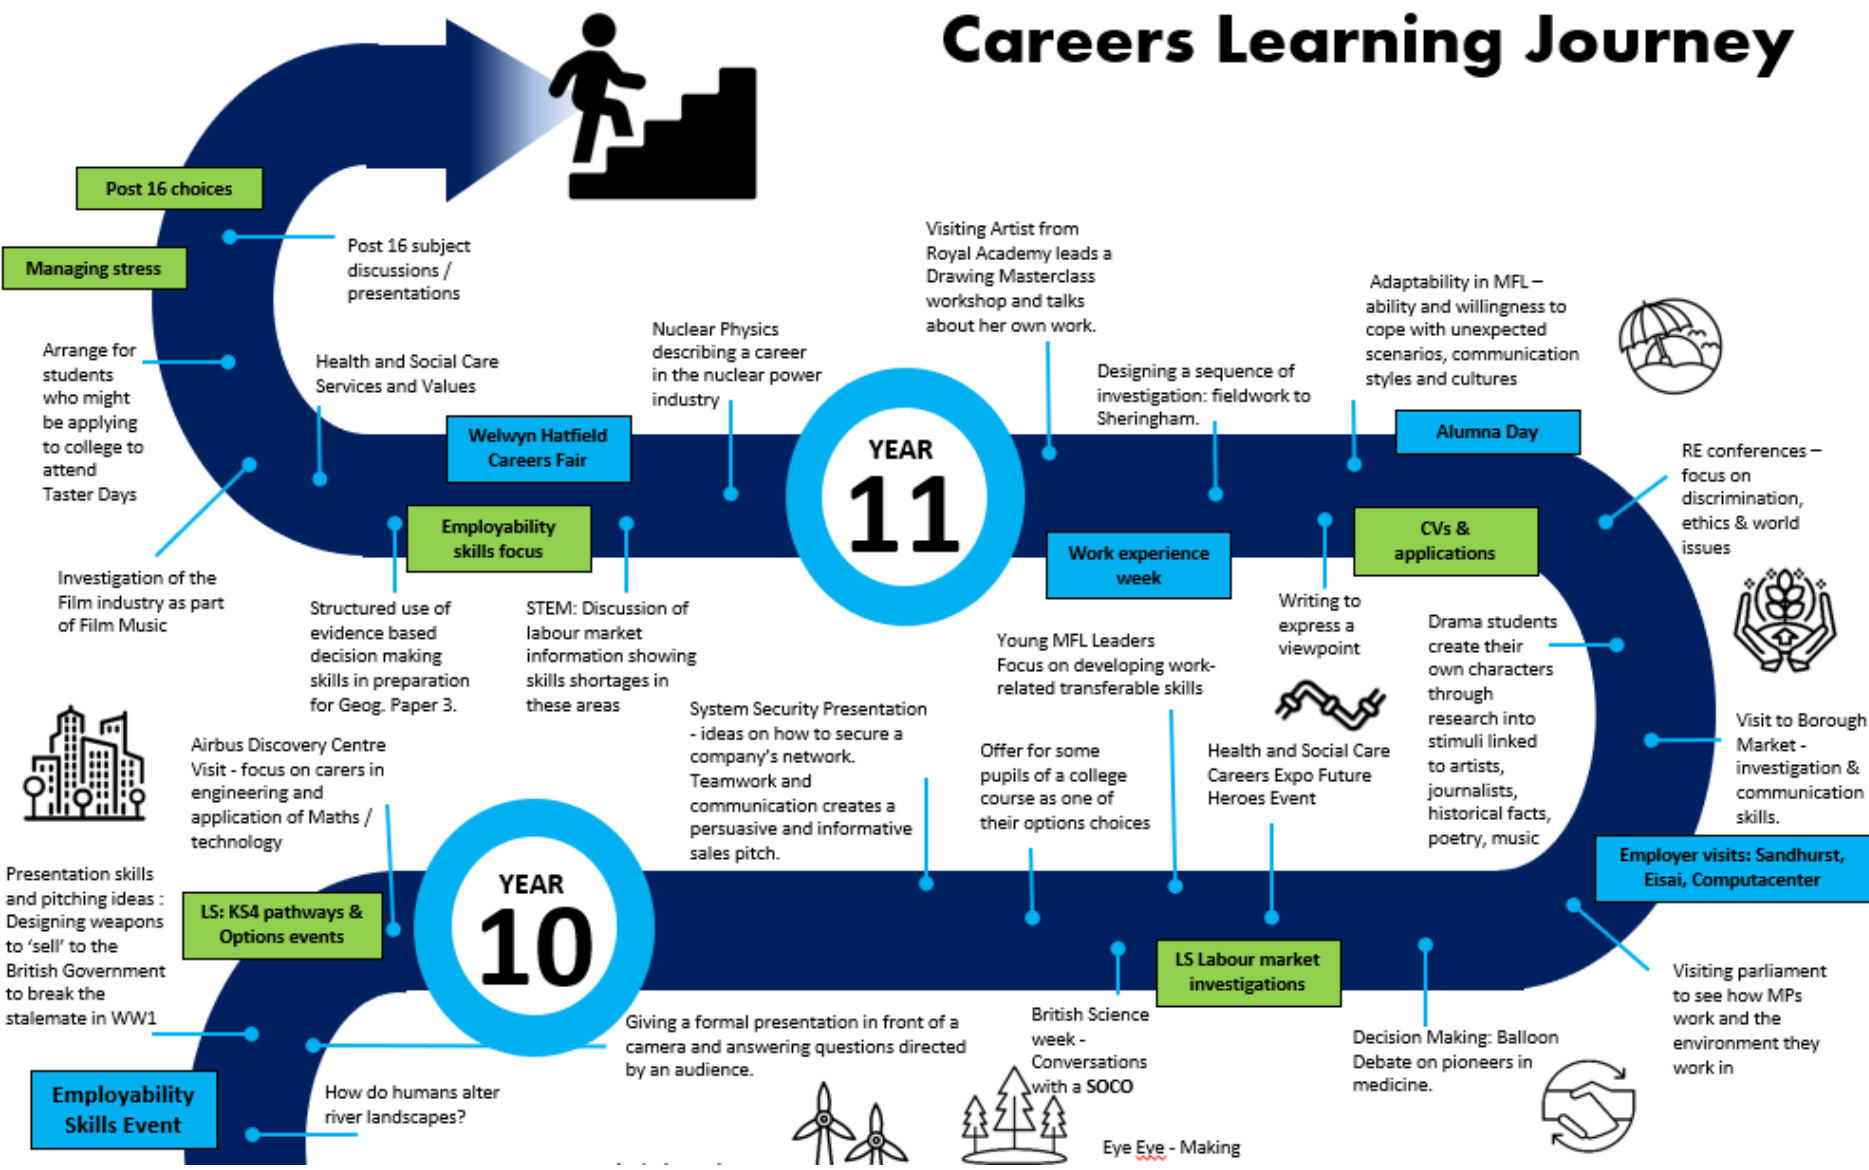 Careers Learning Journey
Post 16 choices
Post 16 subject
discussions /
presentations
Managing stress
Arrange for
students
who might
be applying
to college to
attend
Taster Days
Health and Social Care
Services and Values
Investigation of the
Film industry as part
of Film Music
Welwyn Hatfield
Careers Fair
Employability
skills focus
Structured use of
evidence based
decision making
skills in preparation
for Geog. Paper 3.
STEM: Discussion of
labour market
information showing
skills shortages in
these areas
Nuclear Physics
describing a career
in the nuclear power
industry
YEAR
11
Visiting Artist from
Royal Academy leads a
Drawing Masterclass
workshop and talks
about her own work.
Work experience
week
Designing a sequence of
investigation: fieldwork to
Sheringham.
Writing to
express a
viewpoint
Adaptability in MFL –
ability and willingness to
cope with unexpected
scenarios, communication
styles and cultures
Alumna Day
CVs &
applications
RE conferences –
focus on
discrimination,
ethics & world
issues
Drama students
create their
own characters
through
research into
stimuli linked
to artists,
journalists,
historical facts,
poetry, music
Visit to Borough
Market -
investigation &
communication
skills.
Employer visits: Sandhurst,
Eisai, Computacenter
Visiting parliament
to see how MPs
work and the
environment they
work in
Decision Making: Balloon
Debate on pioneers in
medicine.
Health and Social Care
Careers Expo Future
Heroes Event
LS Labour market
investigations
Young MFL Leaders
Focus on developing work-
related transferable skills
British Science
week -
Conversations
with a SOCO
Offer for some
pupils of a college
course as one of
their options choices
System Security Presentation
- ideas on how to secure a
company's network.
Teamwork and
communication creates a
persuasive and informative
sales pitch.
YEAR
10
Airbus Discovery Centre
Visit - focus on carers in
engineering and
application of Maths /
technology
LS: KS4 pathways &
Options events
Presentation skills
and pitching ideas :
Designing weapons
to 'sell' to the
British Government
to break the
stalemate in WW1
Giving a formal presentation in front of a
camera and answering questions directed
by an audience.
Employability
Skills Event
How do humans alter
river landscapes?
Eye Eye - Making